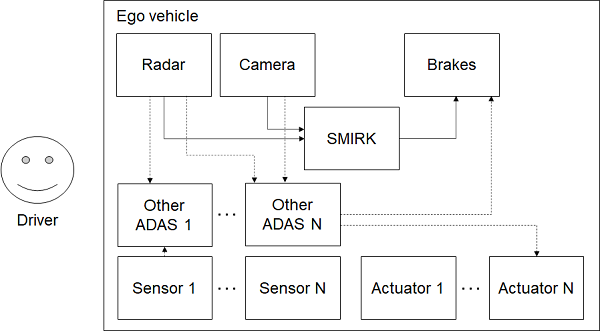 Ego vehicle
Radar
Camera
Brakes
SMIRK
Driver
Other
ADAS 1
...
Other
ADAS N
Sensor 1
...
Sensor N
Actuator 1
...
Actuator N